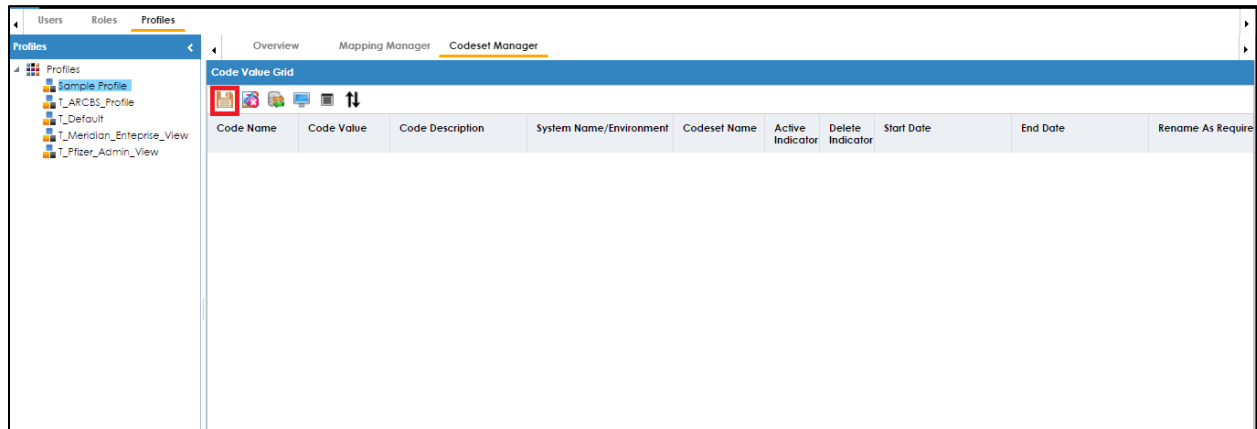 Users Roles Profiles
Profiles
Overview Mapping Manager Codeset Manager
Profiles
Sample Profile
T_ARCBS_Profile
T_Default
T_Meridian_Enteprise_View
T_Pfizer_Admin_View
Code Value Grid
Code Name Code Value Code Description System Name/Environment Codeset Name Active Indicator Delete Indicator Start Date End Date Rename As Require